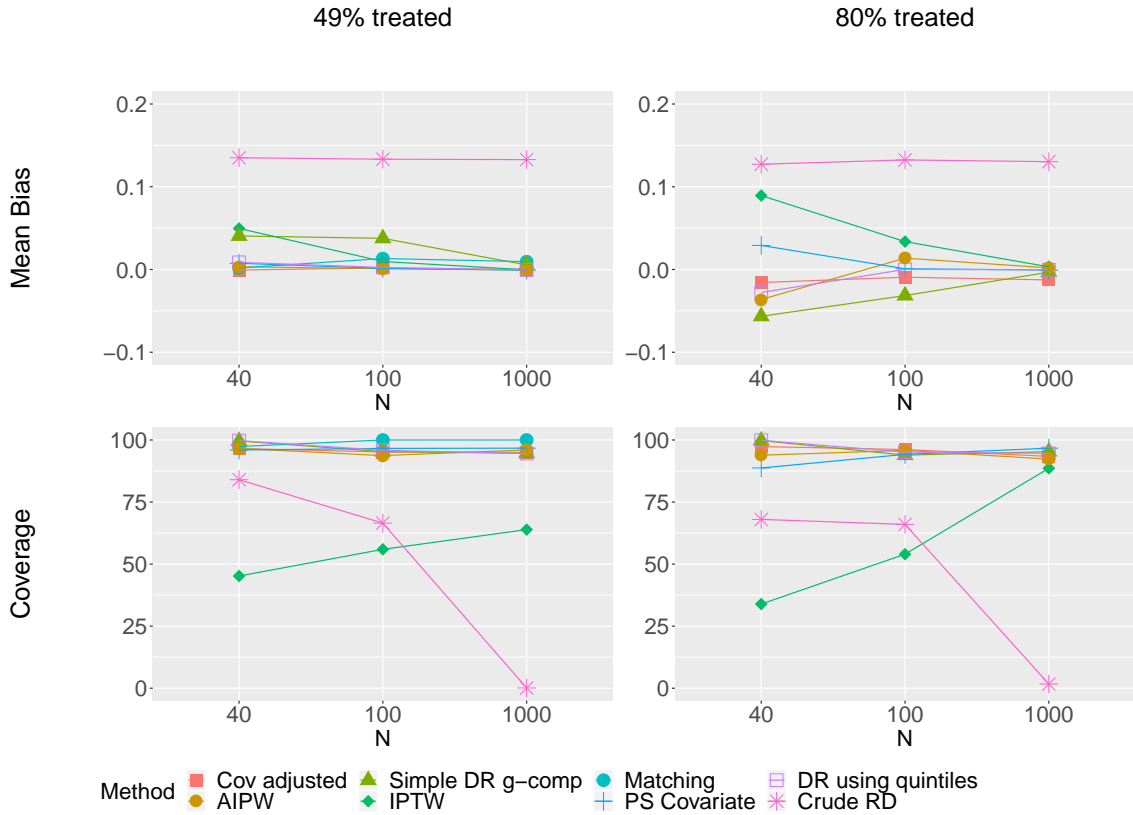 49% treated
80% treated
Mean Bias
0.2
0.1
0.0
−0.1
40
100
1000
N
0.2
0.1
0.0
−0.1
40
100
1000
N
Coverage
100
75
50
25
0
40
100
1000
N
100
75
50
25
0
40
100
1000
N
Method
Cov adjusted
Simple DR g−comp
Matching
DR using quintiles
AIPW
IPTW
PS Covariate
Crude RD